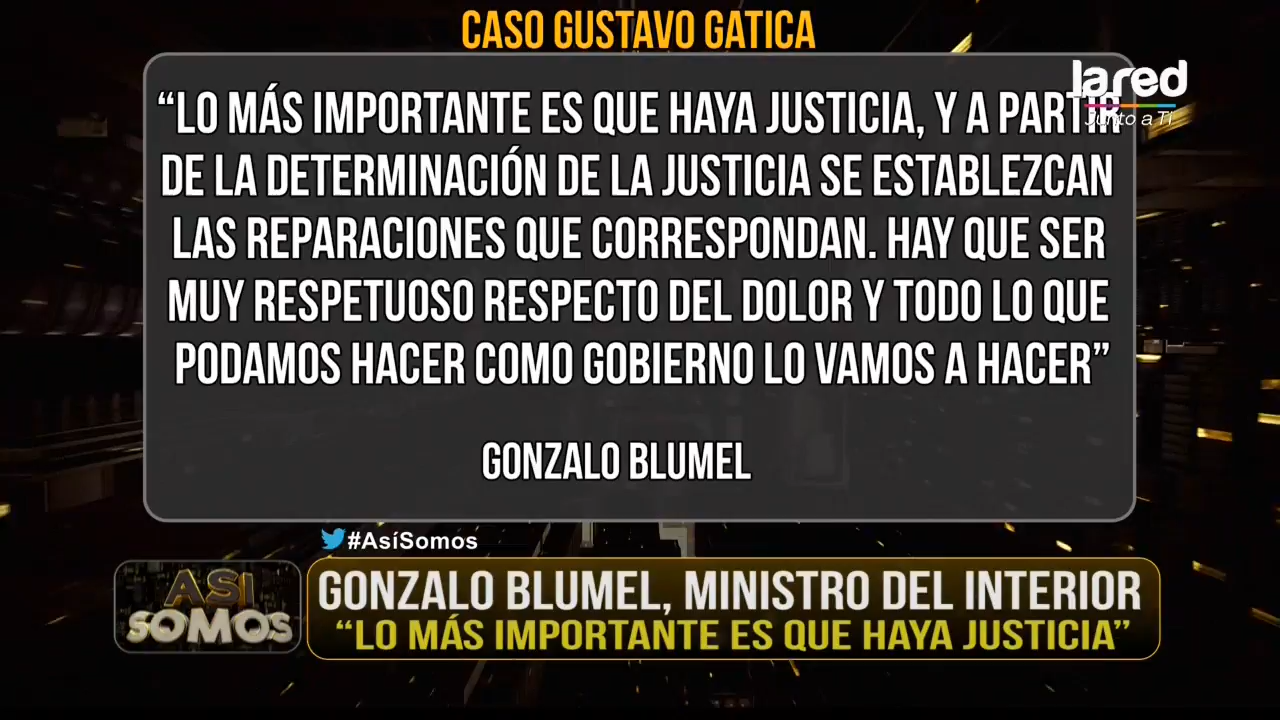 CASO GUSTAVO GATICA
lared
Junto a Ti
“LO MÁS IMPORTANTE ES QUE HAYA JUSTICIA, Y A PARTIR
DE LA DETERMINACIÓN DE LA JUSTICIA SE ESTABLEZCAN
LAS REPARACIONES QUE CORRESPONDAN. HAY QUE SER
MUY RESPETUOSO RESPECTO DEL DOLOR Y TODO LO QUE
PODAMOS HACER COMO GOBIERNO LO VAMOS A HACER”
GONZALO BLUMEL
#AsíSomos
ASI
SOMOS
GONZALO BLUMEL, MINISTRO DEL INTERIOR
“LO MÁS IMPORTANTE ES QUE HAYA JUSTICIA”